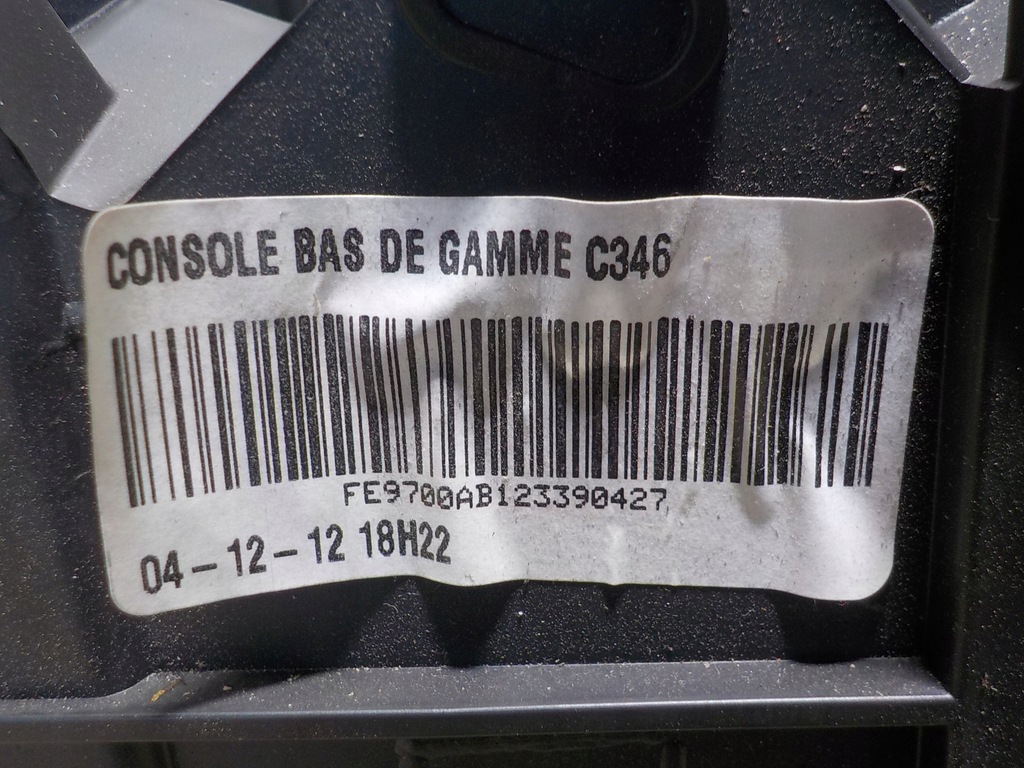 CONSOLE BAS DE GAMME C346
FE9700AB123390427
04-12-12 18H22